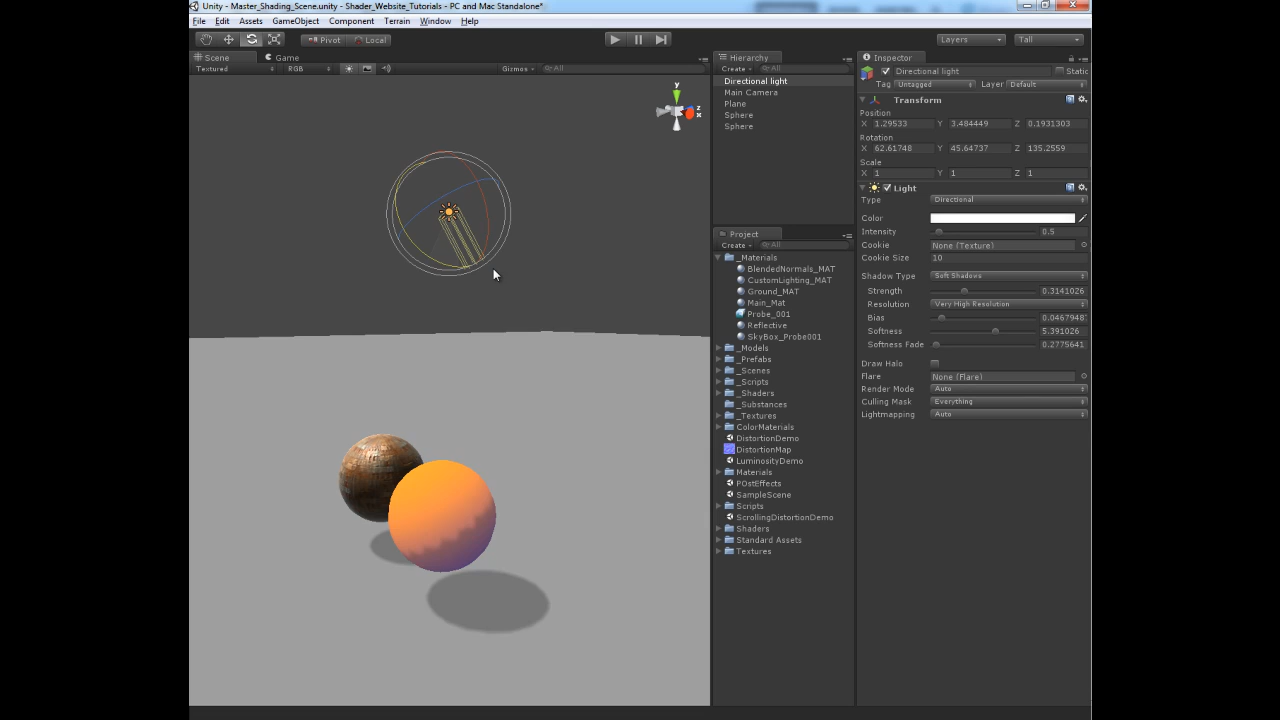 Unity - Master_Shading_Scene.unity - Shader_Website_Tutorials - PC and Mac Standalone*
File Edit Assets GameObject Component Terrain Window Help
Pivot Local Layers Tall
Scene Game
Textured RGB Gizmos All
y
z
x
Hierarchy
Create All
Directional light
Main Camera
Plane
Sphere
Sphere
Project
Create All
_Materials
BlendedNormals_MAT
CustomLighting_MAT
Ground_MAT
Main_Mat
Probe_001
Reflective
SkyBox_Probe001
_Models
_Prefabs
_Scenes
_Scripts
_Shaders
_Substances
_Textures
ColorMaterials
DistortionDemo
DistortionMap
LuminosityDemo
Materials
POstEffects
SampleScene
Scripts
ScrollingDistortionDemo
Shaders
Standard Assets
Textures
Inspector
Directional light Static
Tag Untagged Layer Default
Transform
Position
X 1.29533 Y 3.484449 Z 0.1931303
Rotation
X 62.61748 Y 45.64737 Z 135.2559
Scale
X 1 Y 1 Z 1
Light
Type Directional
Color
Intensity 0.5
Cookie None (Texture)
Cookie Size 10
Shadow Type Soft Shadows
Strength 0.3141026
Resolution Very High Resolution
Bias 0.0467948
Softness 5.391026
Softness Fade 0.2775641
Draw Halo
Flare None (Flare)
Render Mode Auto
Culling Mask Everything
Lightmapping Auto